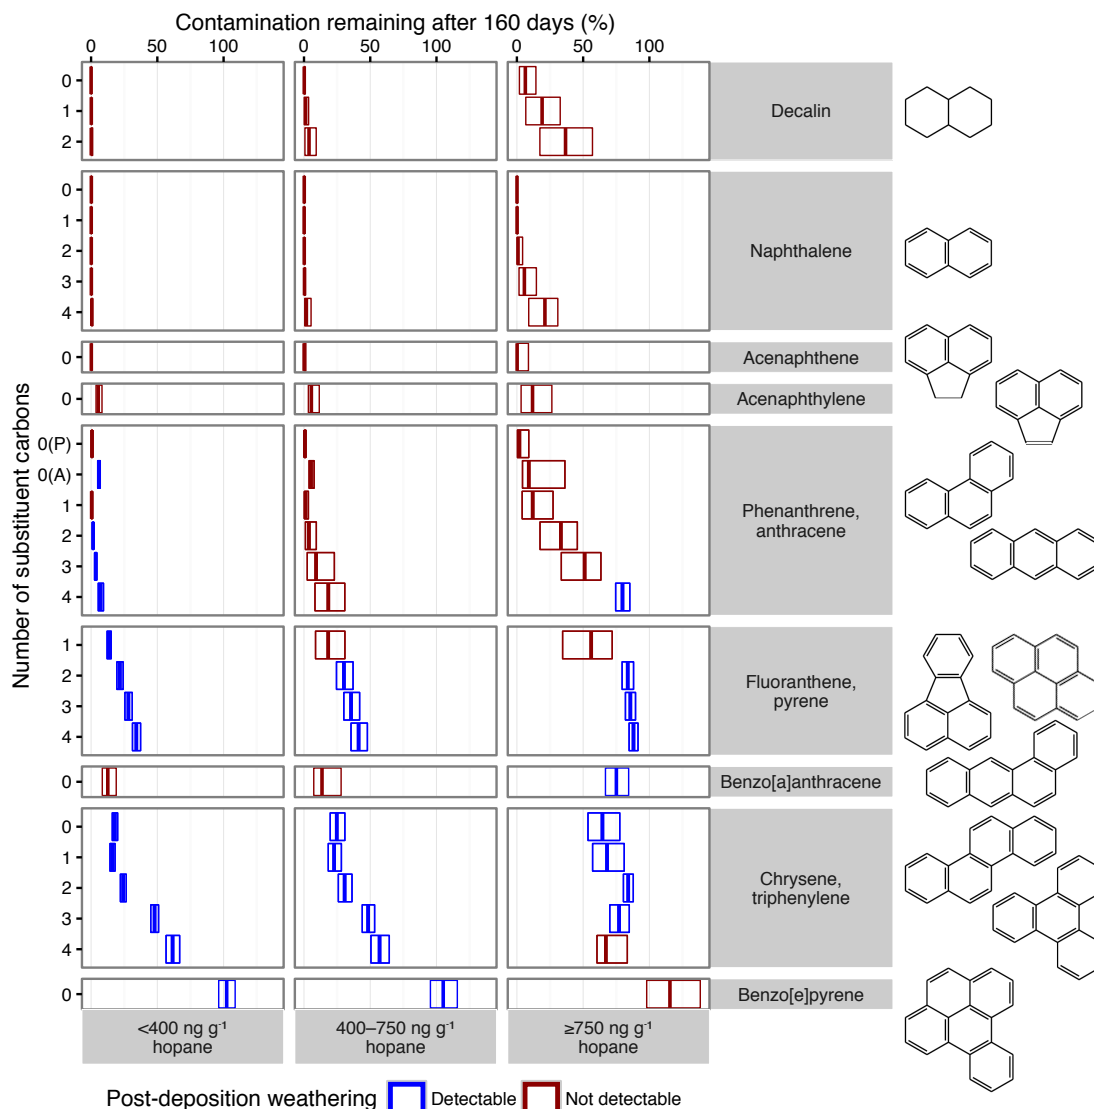 Contamination remaining after 160 days (%)
0 50 100 0 50 100 0 50 100
Number of substituent carbons
0
1
2
Decalin
0
1
2
3
4
Naphthalene
0
Acenaphthene
0
Acenaphthylene
0(P)
0(A)
1
2
3
4
Phenanthrene,
anthracene
1
2
3
4
Fluoranthene,
pyrene
0
Benzo[a]anthracene
0
1
2
3
4
Chrysene,
triphenylene
0
Benzo[e]pyrene
<400 ng g⁻¹
hopane
400–750 ng g⁻¹
hopane
≥750 ng g⁻¹
hopane
Post-deposition weathering Detectable Not detectable